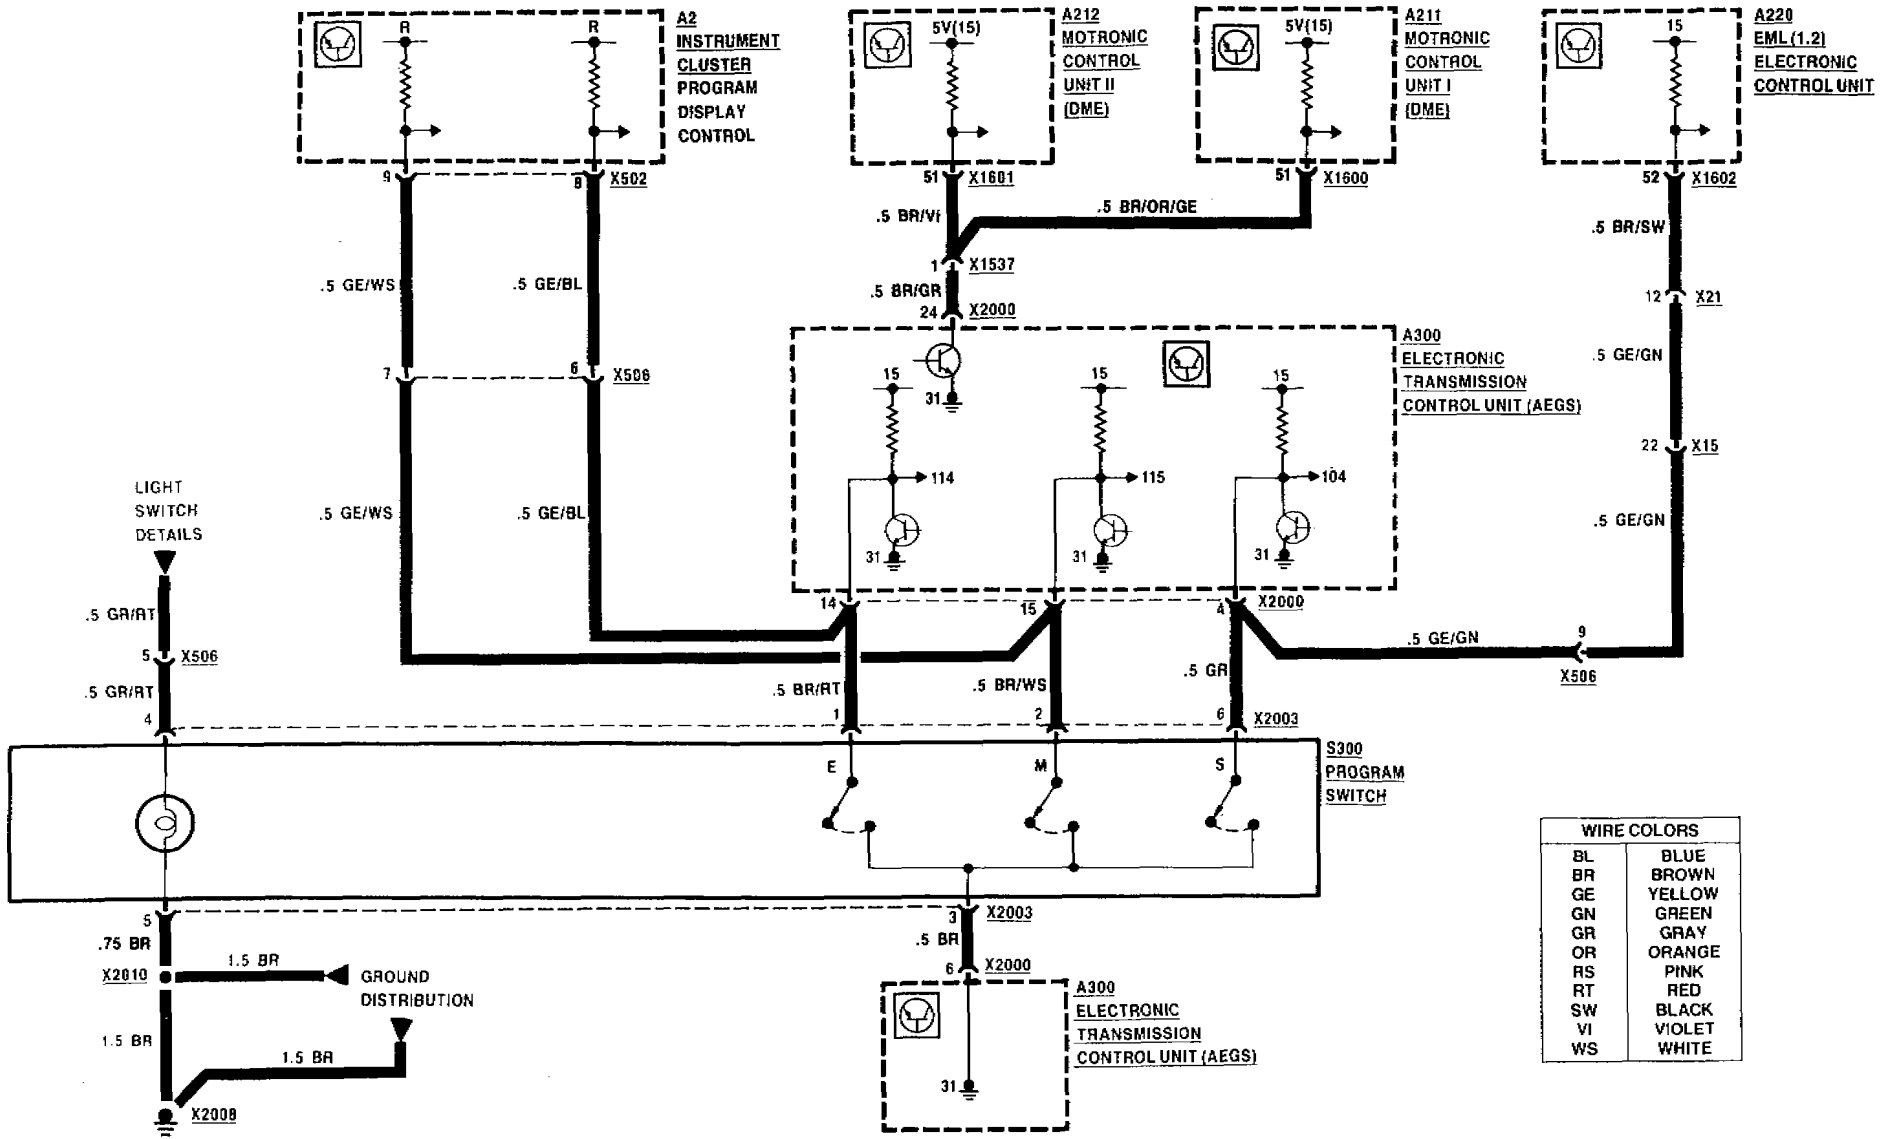 R
R
A2
INSTRUMENT
CLUSTER
PROGRAM
DISPLAY
CONTROL
5V(15)
A212
MOTRONIC
CONTROL
UNIT II
(DME)
5V(15)
A211
MOTRONIC
CONTROL
UNIT I
(DME)
15
A220
EML(1.2)
ELECTRONIC
CONTROL UNIT
9
8
X502
51
X1601
51
X1600
52
X1602
.5 BR/VI
.5 BR/OR/GE
.5 BR/SW
1
X1537
.5 GE/WS
.5 GE/BL
.5 BR/GR
24
X2000
12
X21
7
6
X506
A300
ELECTRONIC
TRANSMISSION
CONTROL UNIT (AEGS)
.5 GE/GN
15
31
15
15
22
X15
114
115
104
LIGHT
SWITCH
DETAILS
.5 GE/WS
.5 GE/BL
.5 GE/GN
31
31
31
14
15
4
X2000
.5 GR/RT
5
X506
.5 GE/GN
9
X506
.5 GR/RT
.5 BR/RT
.5 BR/WS
.5 GR
4
1
2
6
X2003
E
M
S
S300
PROGRAM
SWITCH
WIRE COLORS
BL BLUE
BR BROWN
GE YELLOW
GN GREEN
GR GRAY
OR ORANGE
RS PINK
RT RED
SW BLACK
VI VIOLET
WS WHITE
5
3
X2003
.75 BR
.5 BR
X2010
1.5 BR
GROUND
DISTRIBUTION
6
X2000
A300
ELECTRONIC
TRANSMISSION
CONTROL UNIT (AEGS)
1.5 BR
1.5 BR
31
X2008